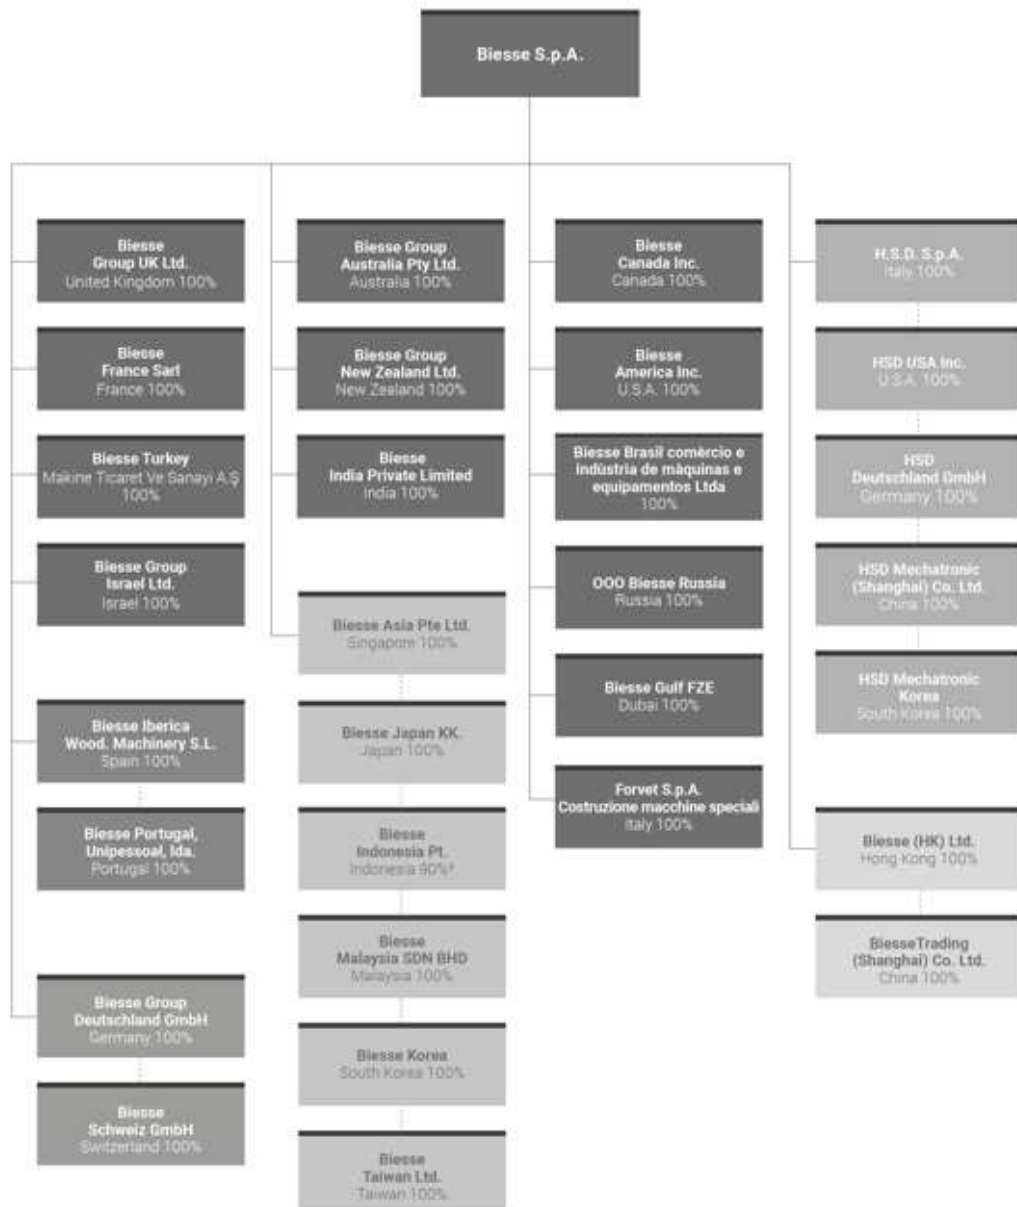 Biesse S.p.A.
Biesse
Group UK Ltd.
United Kingdom 100%
Biesse
France Sarl
France 100%
Biesse Turkey
Makine Ticaret Ve Sanayi A.Ş
100%
Biesse Group
Israel Ltd.
Israel 100%
Biesse Iberica
Wood. Machinery S.L.
Spain 100%
Biesse Portugal,
Unipessoal, lda.
Portugal 100%
Biesse Group
Deutschland GmbH
Germany 100%
Biesse
Schweiz GmbH
Switzerland 100%
Biesse Group
Australia Pty Ltd.
Australia 100%
Biesse Group
New Zealand Ltd.
New Zealand 100%
Biesse
India Private Limited
India 100%
Biesse Asia Pte Ltd.
Singapore 100%
Biesse Japan KK.
Japan 100%
Biesse
Indonesia Pt.
Indonesia 90%*
Biesse
Malaysia SDN BHD
Malaysia 100%
Biesse Korea
South Korea 100%
Biesse
Taiwan Ltd.
Taiwan 100%
Biesse
Canada Inc.
Canada 100%
Biesse
America Inc.
U.S.A. 100%
Biesse Brasil comèrcio e
indùstria de màquinas e
equipamentos Ltda
100%
OOO Biesse Russia
Russia 100%
Biesse Gulf FZE
Dubai 100%
Forvet S.p.A.
Costruzione macchine speciali
Italy 100%
H.S.D. S.p.A.
Italy 100%
HSD USA Inc.
U.S.A. 100%
HSD
Deutschland GmbH
Germany 100%
HSD Mechatronic
(Shanghai) Co. Ltd.
China 100%
HSD Mechatronic
Korea
South Korea 100%
Biesse (HK) Ltd.
Hong Kong 100%
BiesseTrading
(Shanghai) Co. Ltd.
China 100%